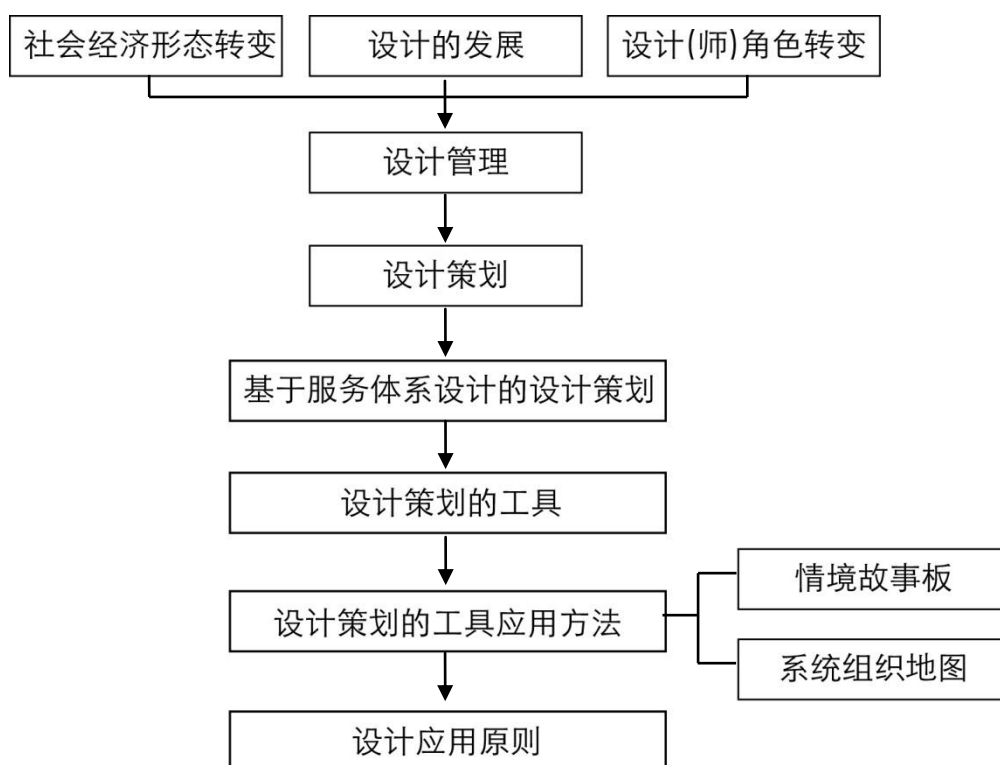 社会经济形态转变
设计的发展
设计(师)角色转变
设计管理
设计策划
基于服务体系设计的设计策划
设计策划的工具
情境故事板
设计策划的工具应用方法
系统组织地图
设计应用原则